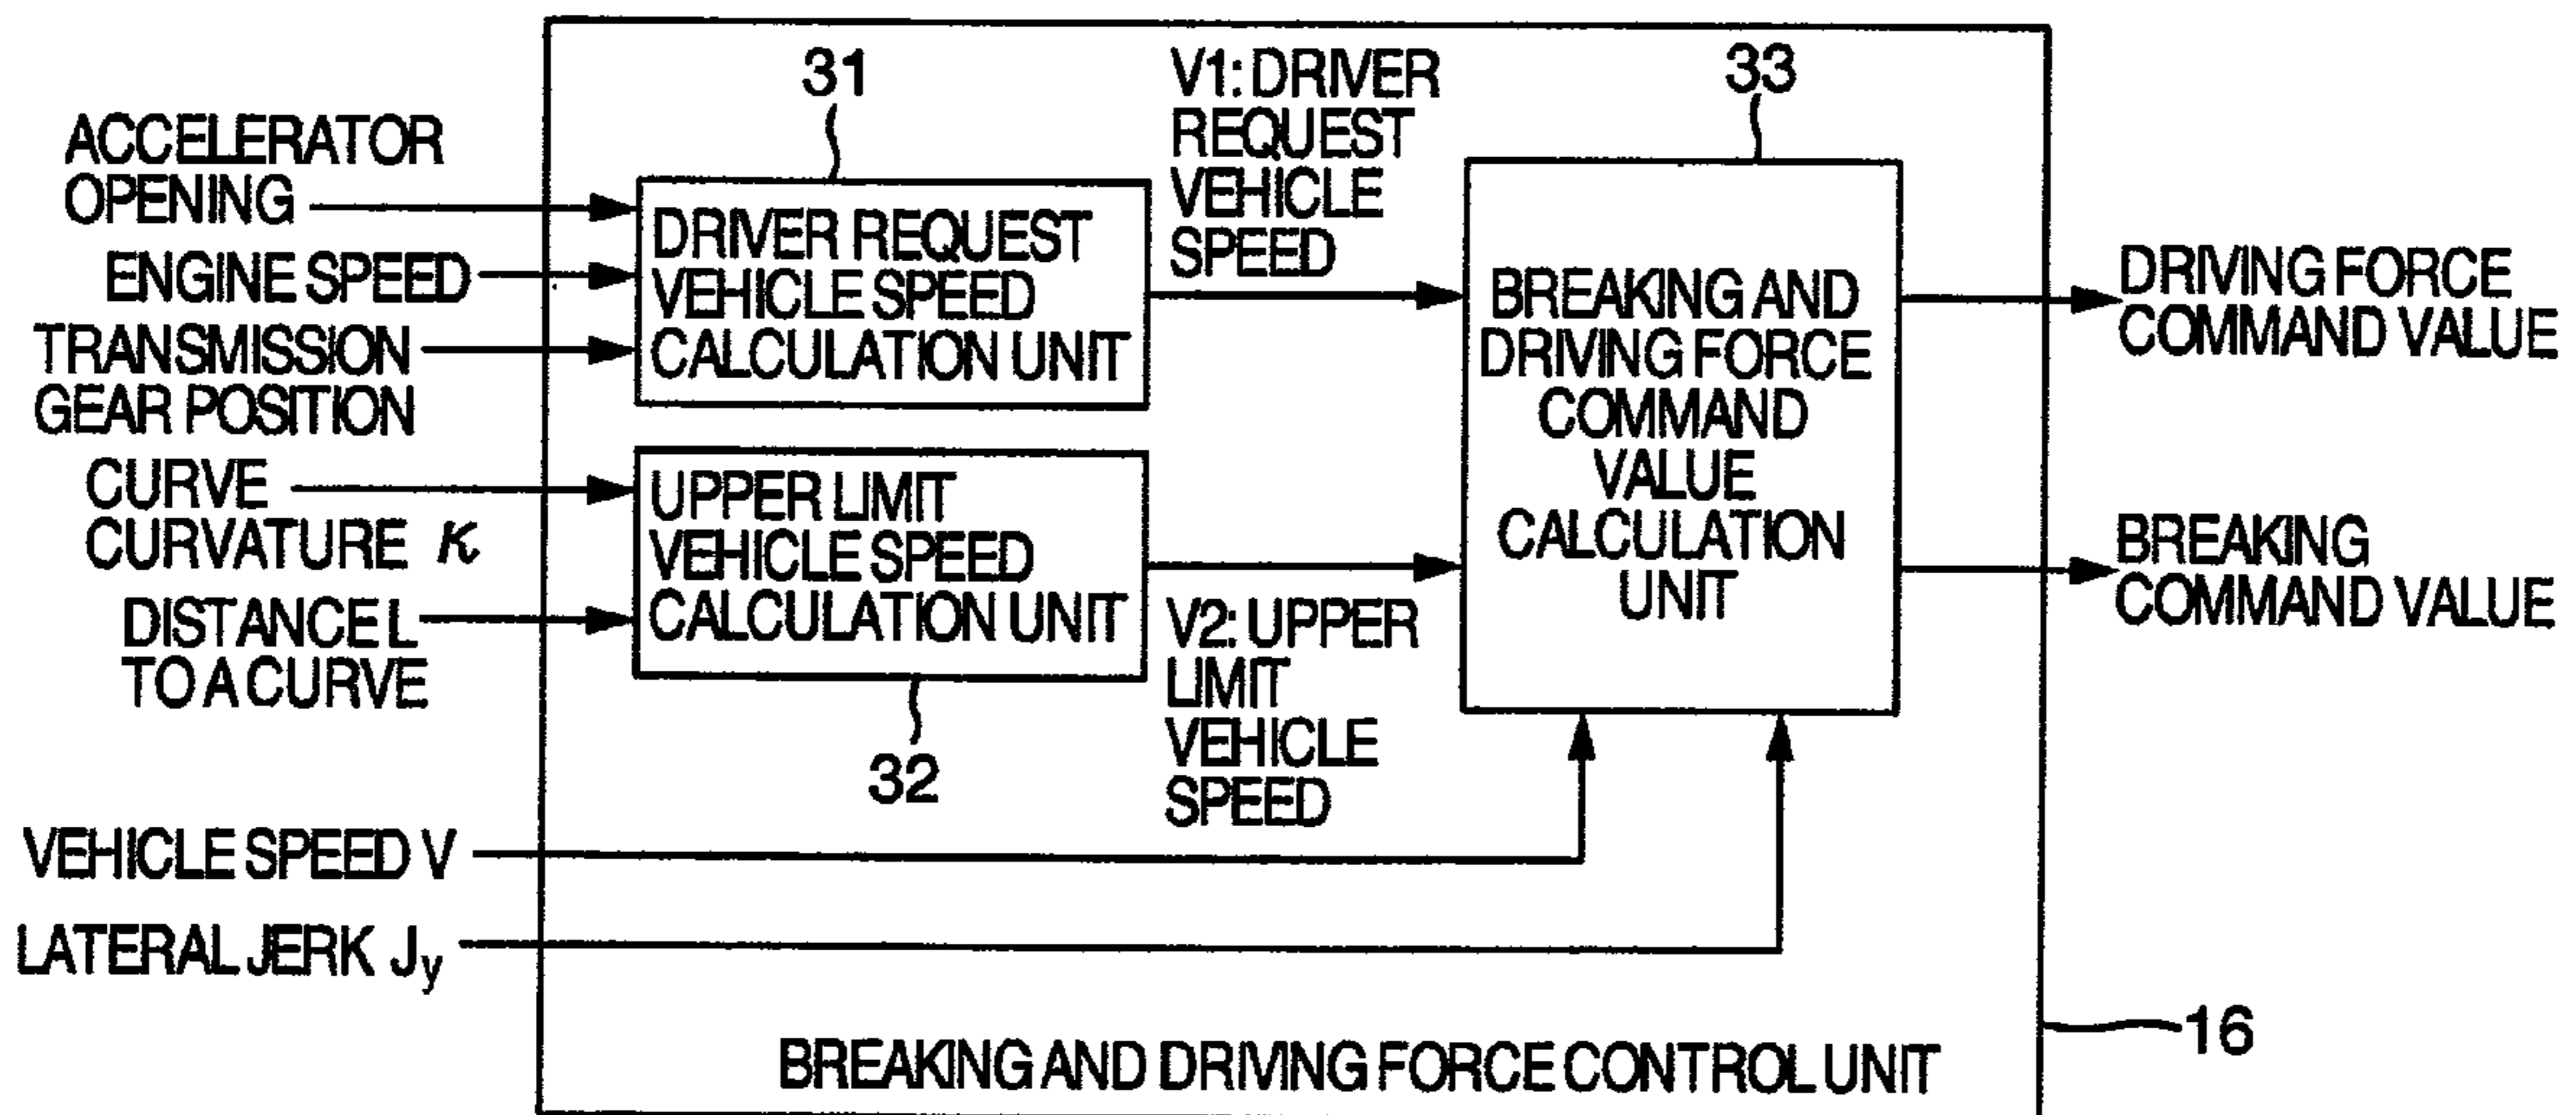 31
V1: DRIVER
REQUEST
VEHICLE
SPEED
33
ACCELERATOR
OPENING
ENGINE SPEED
TRANSMISSION
GEAR POSITION
DRIVER REQUEST
VEHICLE SPEED
CALCULATION UNIT
BREAKING AND
DRIVING FORCE
COMMAND
VALUE
CALCULATION
UNIT
DRIVING FORCE
COMMAND VALUE
CURVE
CURVATURE κ
DISTANCE L
TO A CURVE
UPPER LIMIT
VEHICLE SPEED
CALCULATION UNIT
32
V2: UPPER
LIMIT
VEHICLE
SPEED
BREAKING
COMMAND VALUE
VEHICLE SPEED V
LATERAL JERK Jy
16
BREAKING AND DRIVING FORCE CONTROL UNIT